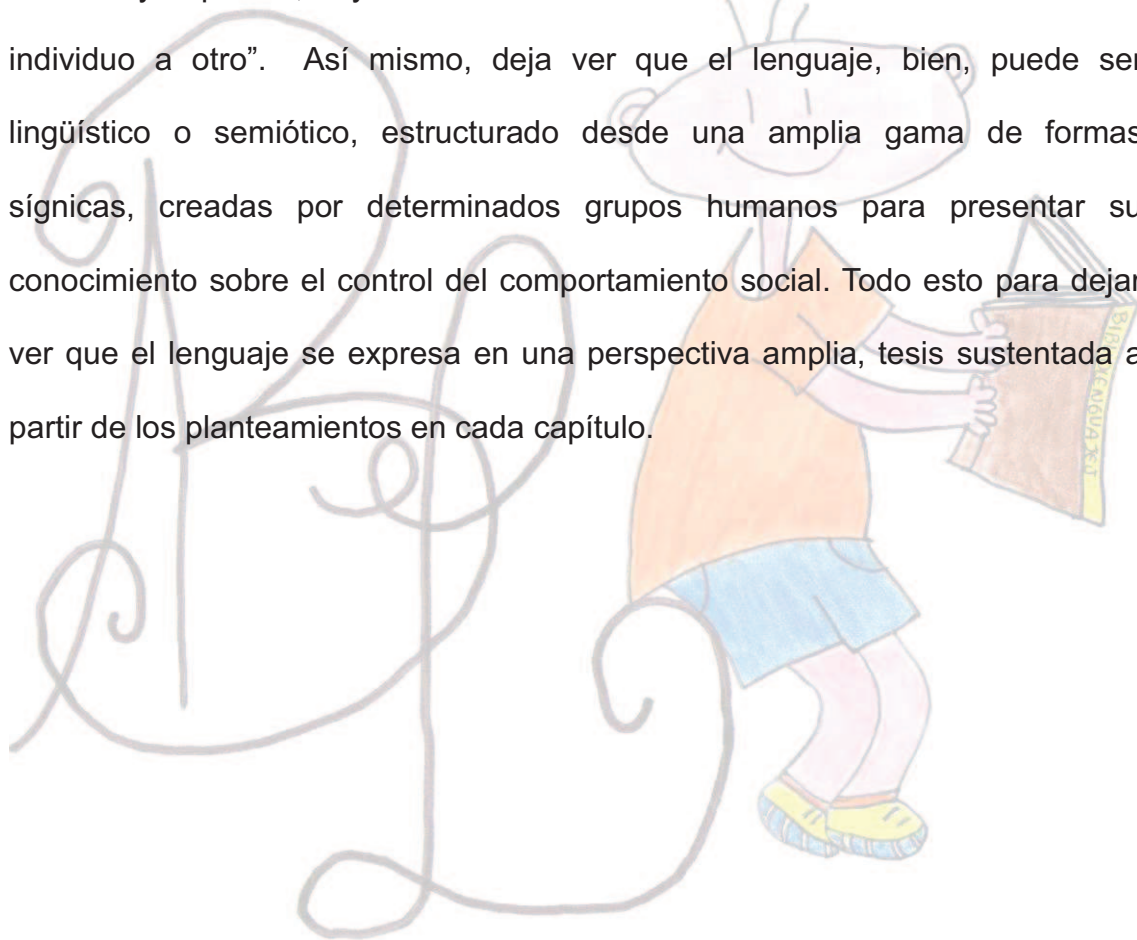 individuo a otro”. Así mismo, deja ver que el lenguaje, bien, puede ser
lingüístico o semiótico, estructurado desde una amplia gama de formas
sígnicas, creadas por determinados grupos humanos para presentar su
conocimiento sobre el control del comportamiento social. Todo esto para dejar
ver que el lenguaje se expresa en una perspectiva amplia, tesis sustentada a
partir de los planteamientos en cada capítulo.